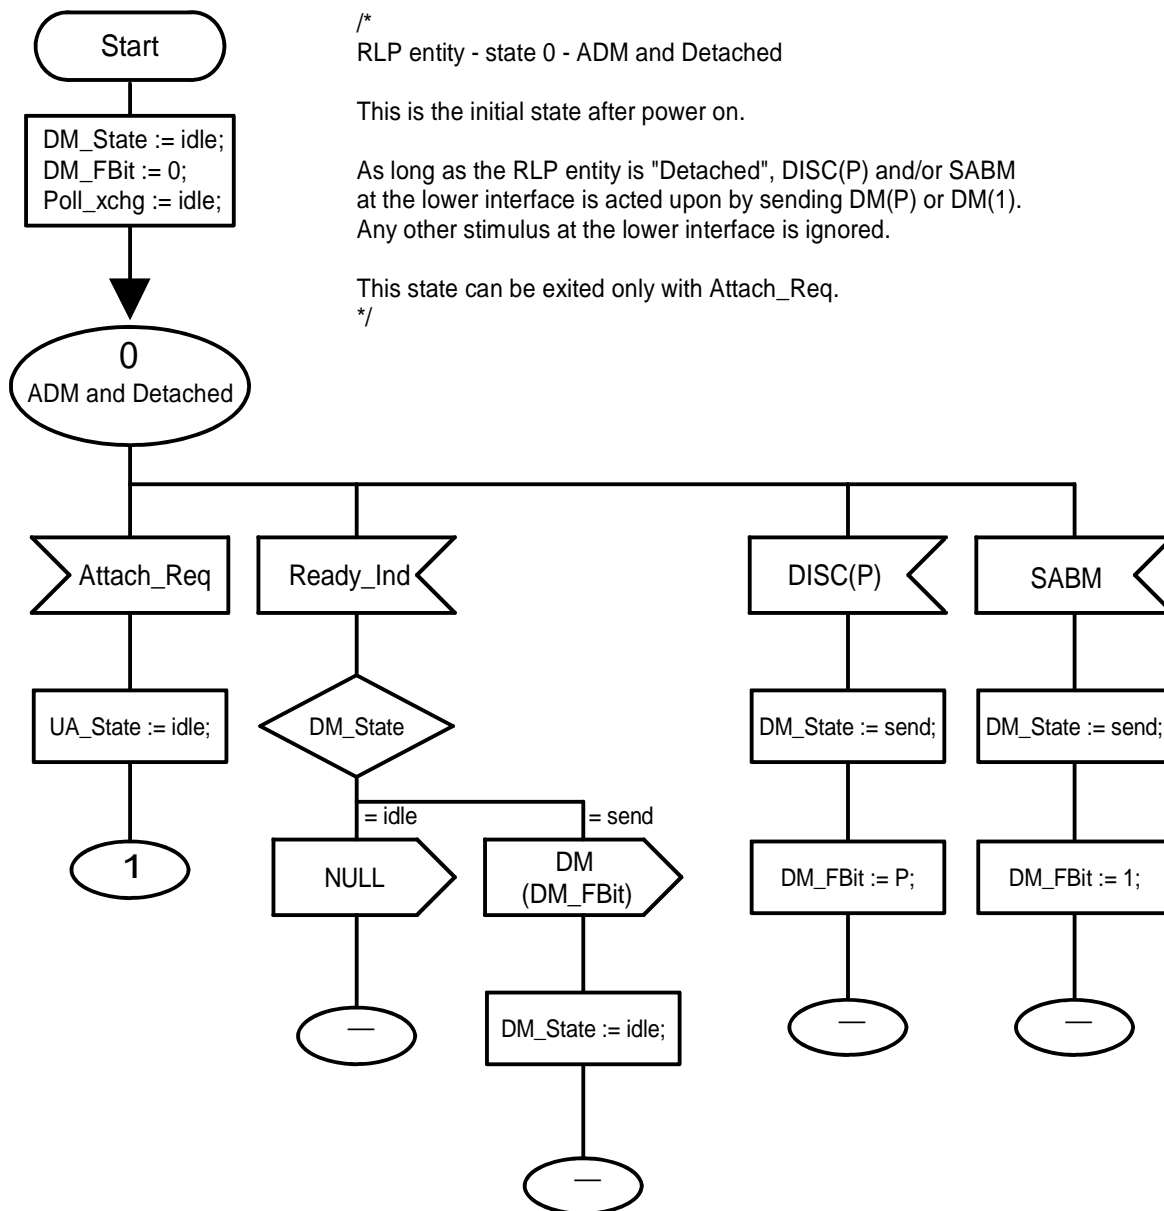 Start
/*
RLP entity - state 0 - ADM and Detached
This is the initial state after power on.
As long as the RLP entity is "Detached", DISC(P) and/or SABM
at the lower interface is acted upon by sending DM(P) or DM(1).
Any other stimulus at the lower interface is ignored.
This state can be exited only with Attach_Req.
*/
DM_State := idle;
DM_FBit := 0;
Poll_xchg := idle;
0
ADM and Detached
Attach_Req
Ready_Ind
DISC(P)
SABM
UA_State := idle;
DM_State
DM_State := send;
DM_State := send;
= idle
= send
1
NULL
DM
(DM_FBit)
DM_FBit := P;
DM_FBit := 1;
—
DM_State := idle;
—
—
—